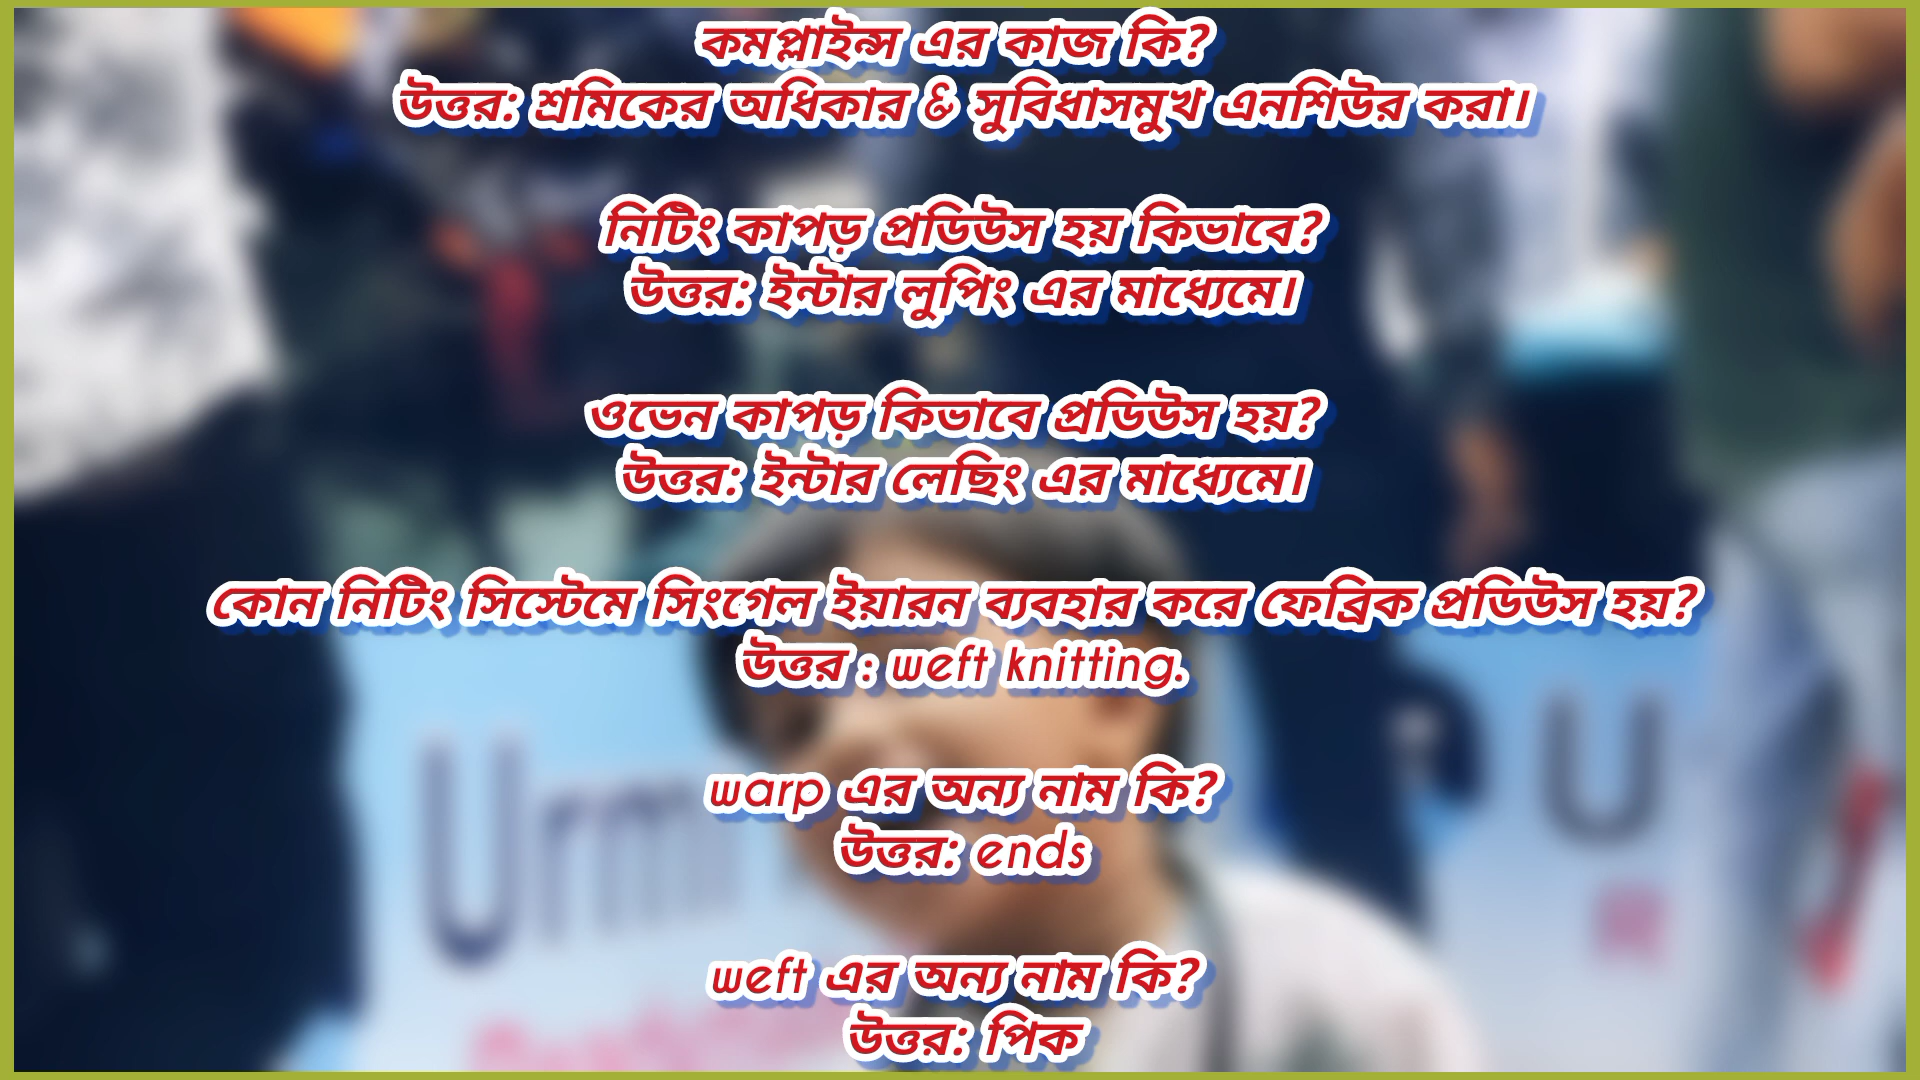 কমপ্লাইন্স এর কাজ কি?
উত্তর: শ্রমিকের অধিকার & সুবিধাসমুখ এনশিউর করা।
নিটিং কাপড় প্রডিউস হয় কিভাবে?
উত্তর: ইন্টার লুপিং এর মাধ্যেমে।
ওভেন কাপড় কিভাবে প্রডিউস হয়?
উত্তর: ইন্টার লেছিং এর মাধ্যেমে।
কোন নিটিং সিস্টেমে সিংগেল ইয়ারন ব্যবহার করে ফেব্রিক প্রডিউস হয়?
উত্তর : weft knitting.
warp এর অন্য নাম কি?
উত্তর: ends
weft এর অন্য নাম কি?
উত্তর: পিক